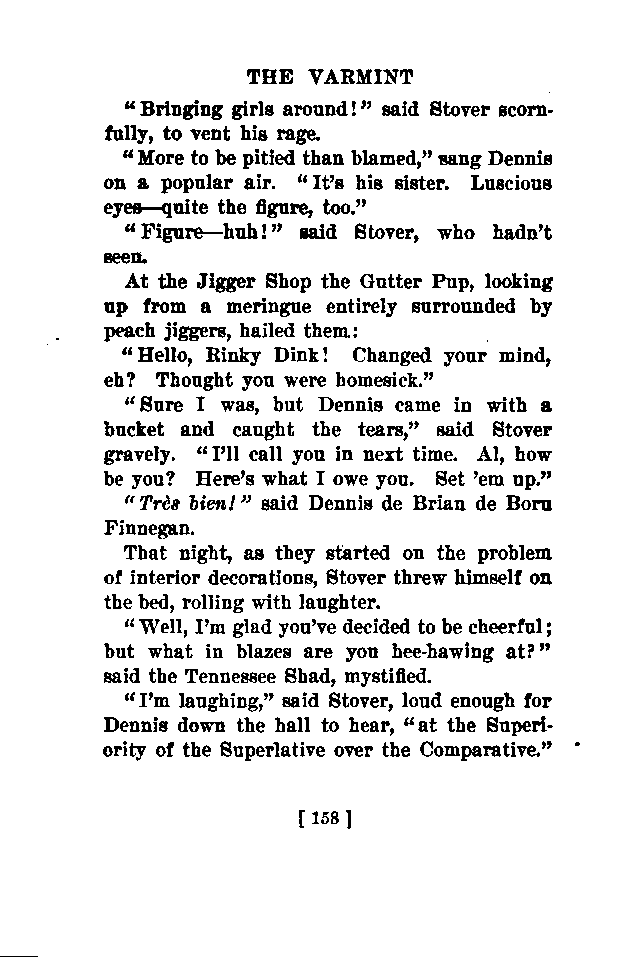 THE VARMINT
"Bringing girls around!" said Stover scorn-
fully, to vent his rage.
"More to be pitied than blamed," sang Dennis
on a popular air. "It's his sister. Luscious
eyes—quite the figure, too."
"Figure—huh!" said Stover, who hadn't
seen.
At the Jigger Shop the Gutter Pup, looking
up from a meringue entirely surrounded by
peach jiggers, hailed them:
"Hello, Rinky Dink! Changed your mind,
eh? Thought you were homesick."
"Sure I was, but Dennis came in with a
bucket and caught the tears," said Stover
gravely. "I'll call you in next time. Al, how
be you? Here's what I owe you. Set 'em up."
"Très bien!" said Dennis de Brian de Boru
Finnegan.
That night, as they started on the problem
of interior decorations, Stover threw himself on
the bed, rolling with laughter.
"Well, I'm glad you've decided to be cheerful;
but what in blazes are you hee-hawing at?"
said the Tennessee Shad, mystified.
"I'm laughing," said Stover, loud enough for
Dennis down the hall to hear, "at the Superi-
ority of the Superlative over the Comparative."
[ 158 ]